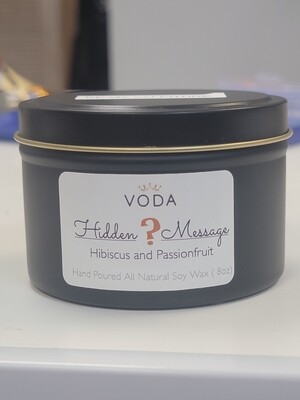 VODA
Hidden ? Message
Hibiscus and Passionfruit
Hand Poured All Natural Soy Wax ( 8oz)